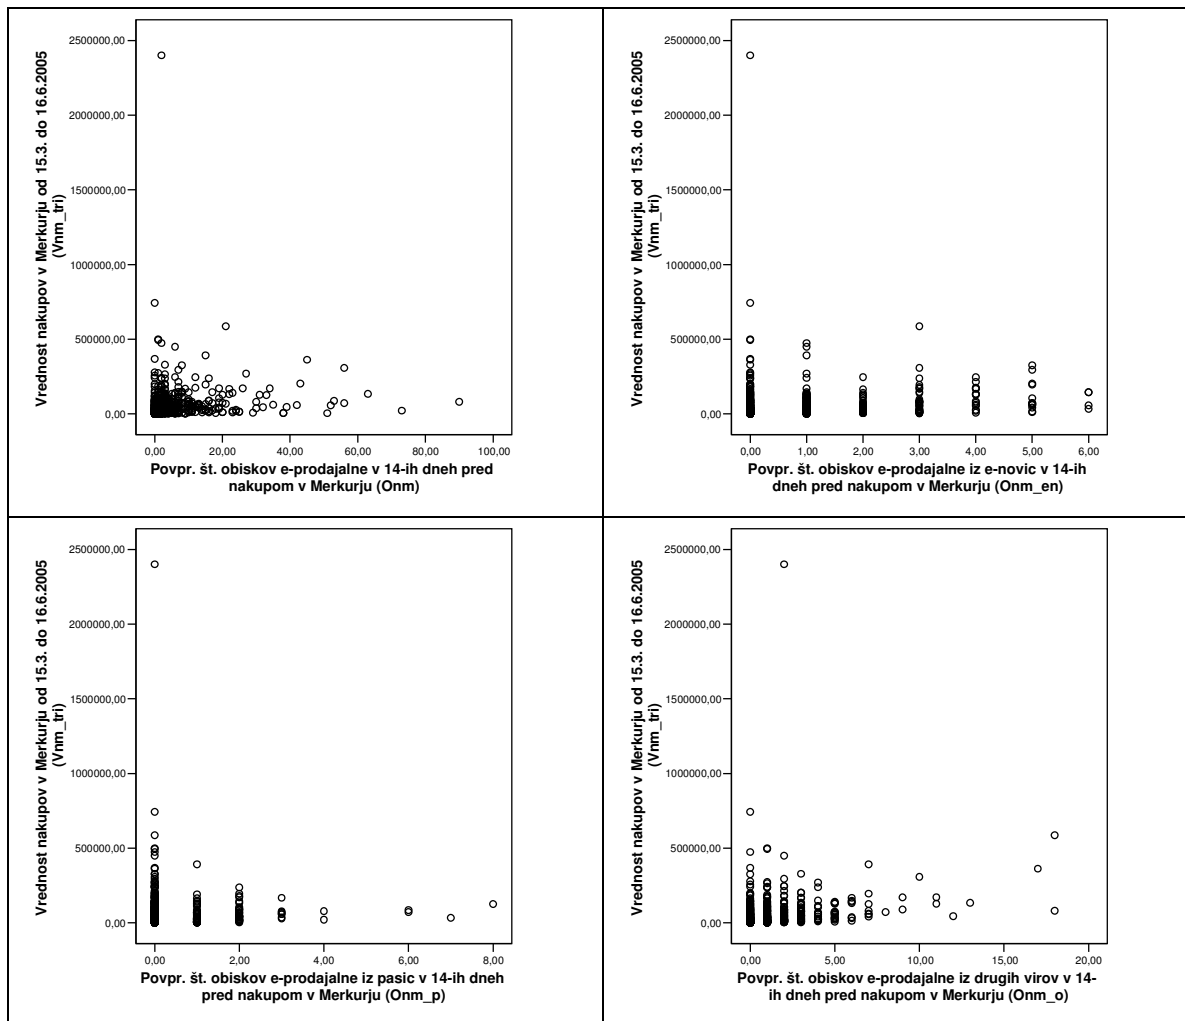 Vrednost nakupov v Merkurju od 15.3. do 16.6.2005
(Vnm_tri)
2500000,00
2000000,00
1500000,00
1000000,00
500000,00
0,00
0,00 20,00 40,00 60,00 80,00 100,00
Povpr. št. obiskov e-prodajalne v 14-ih dneh pred
nakupom v Merkurju (Onm)
Vrednost nakupov v Merkurju od 15.3. do 16.6.2005
(Vnm_tri)
2500000,00
2000000,00
1500000,00
1000000,00
500000,00
0,00
0,00 1,00 2,00 3,00 4,00 5,00 6,00
Povpr. št. obiskov e-prodajalne iz e-novic v 14-ih
dneh pred nakupom v Merkurju (Onm_en)
Vrednost nakupov v Merkurju od 15.3. do 16.6.2005
(Vnm_tri)
2500000,00
2000000,00
1500000,00
1000000,00
500000,00
0,00
0,00 2,00 4,00 6,00 8,00
Povpr. št. obiskov e-prodajalne iz pasic v 14-ih dneh
pred nakupom v Merkurju (Onm_p)
Vrednost nakupov v Merkurju od 15.3. do 16.6.2005
(Vnm_tri)
2500000,00
2000000,00
1500000,00
1000000,00
500000,00
0,00
0,00 5,00 10,00 15,00 20,00
Povpr. št. obiskov e-prodajalne iz drugih virov v 14-
ih dneh pred nakupom v Merkurju (Onm_o)